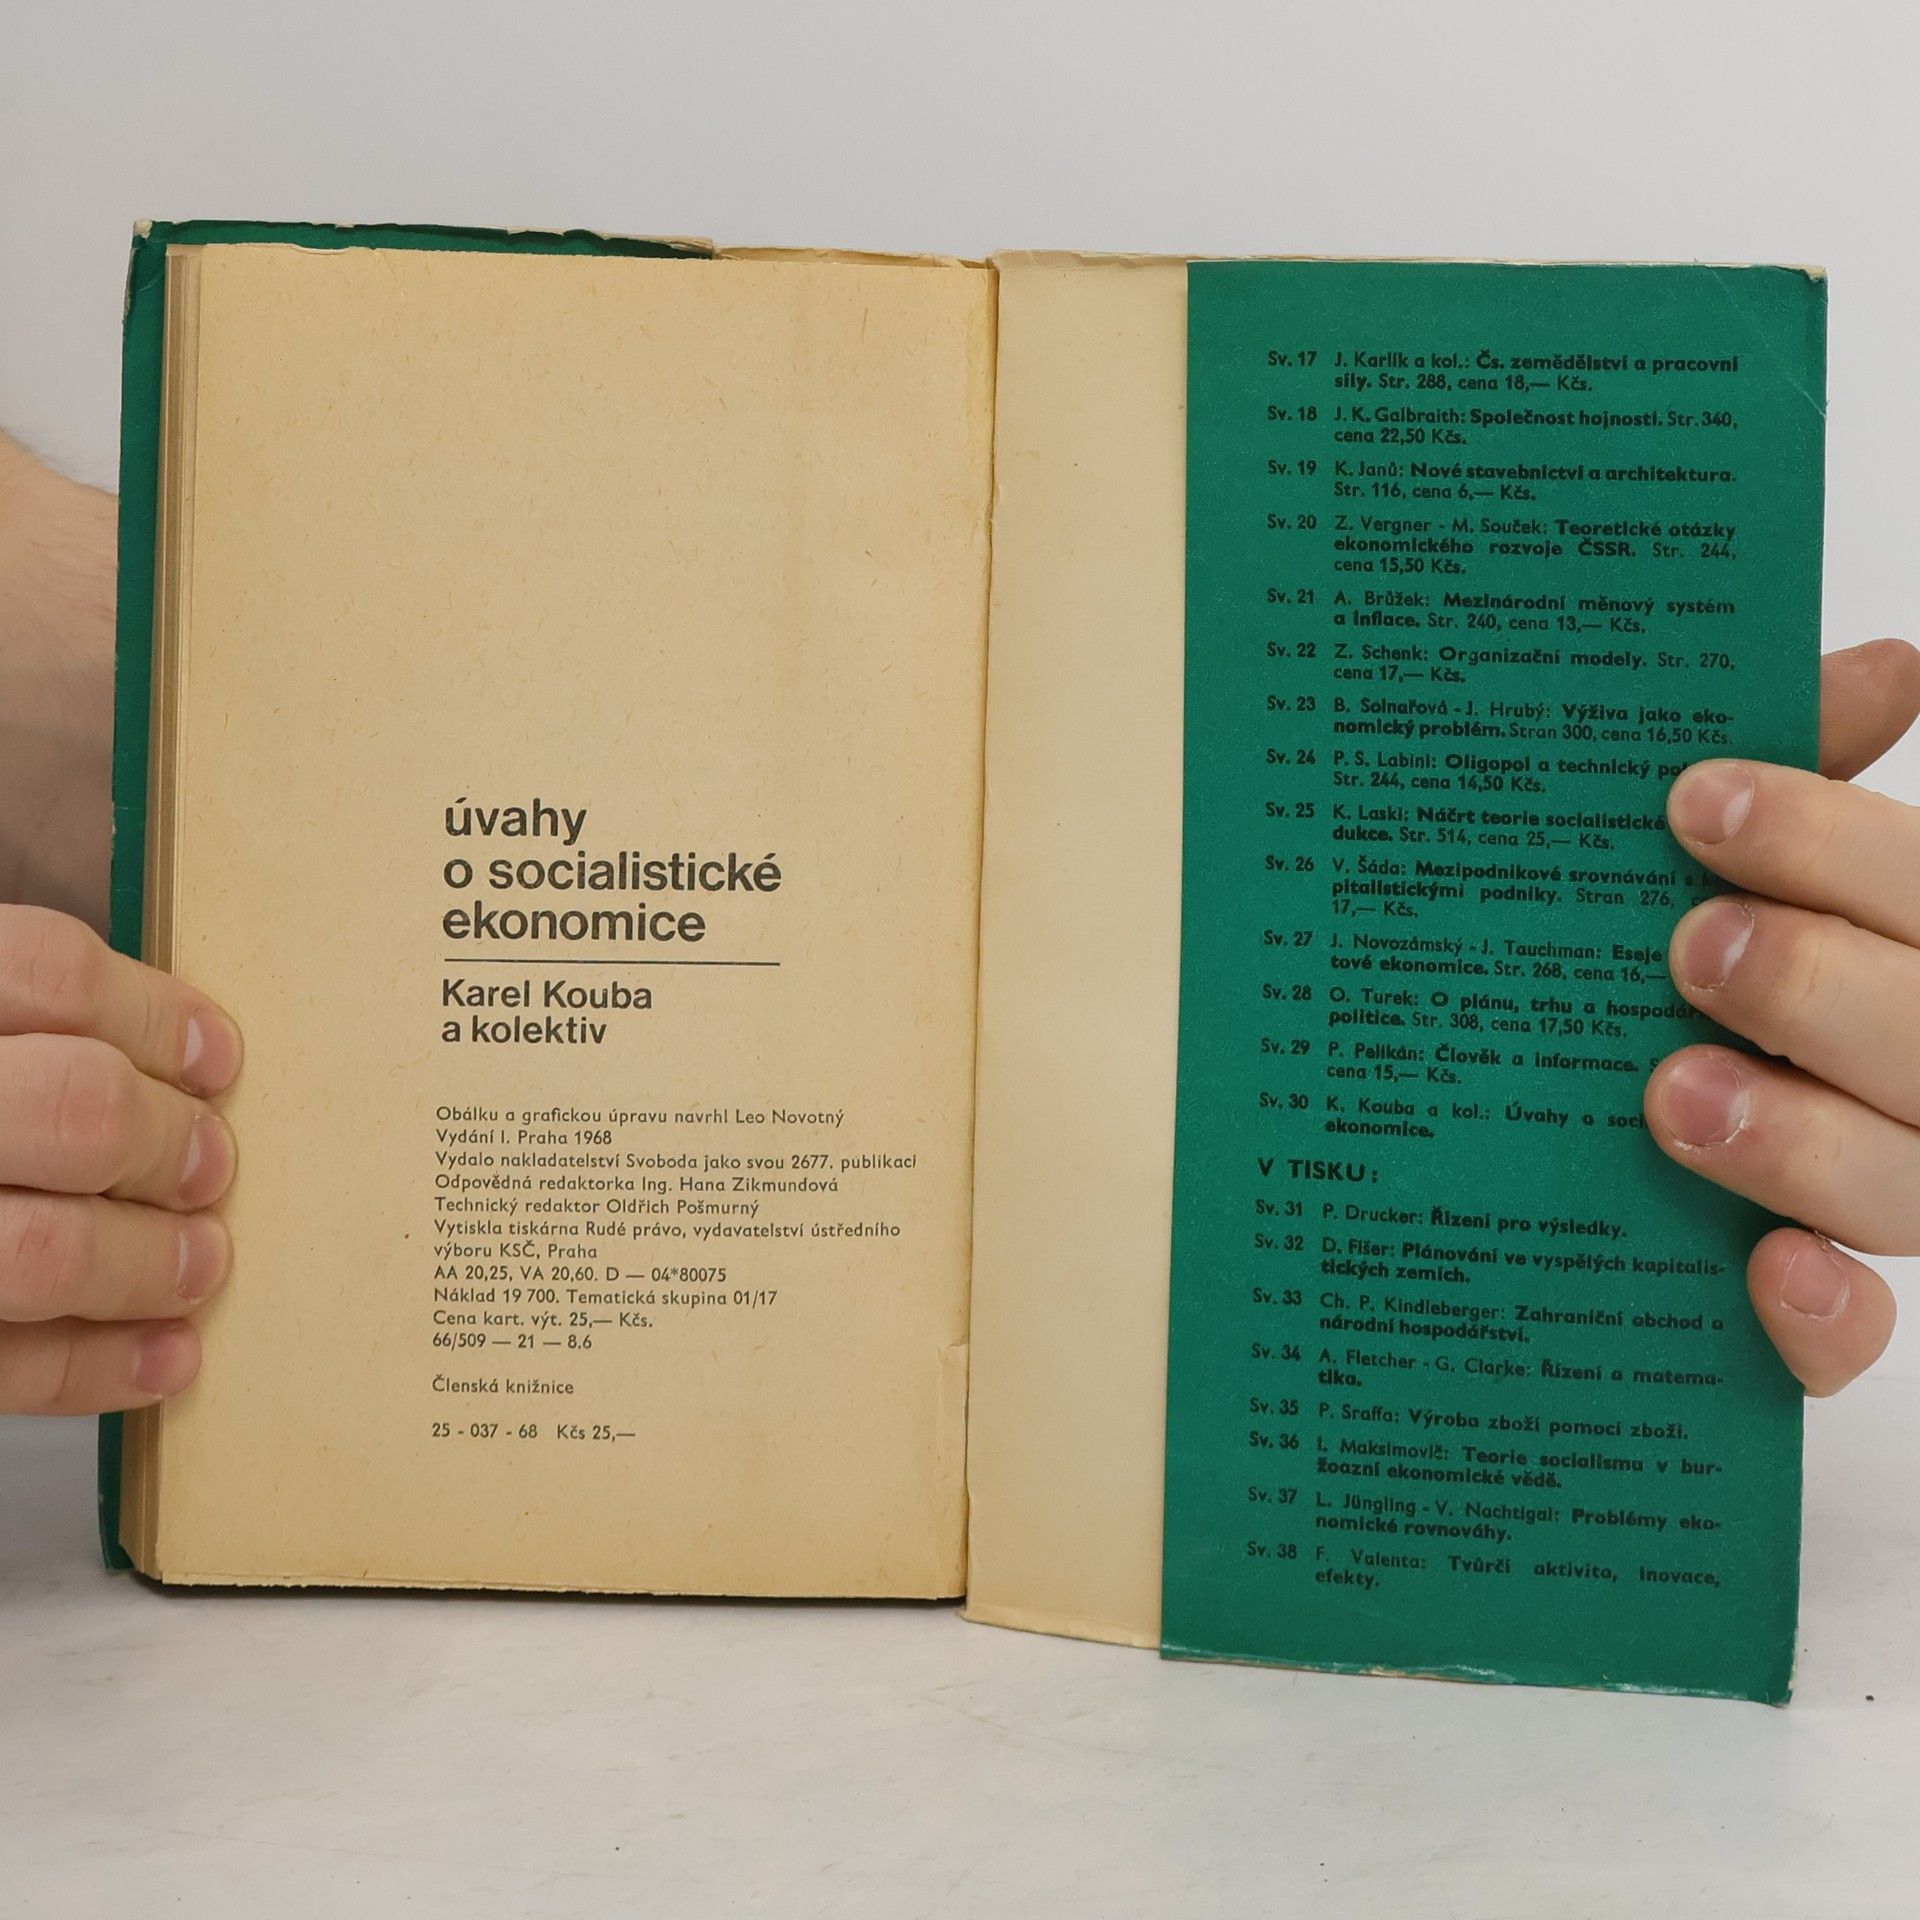 úvahy
o socialistické
ekonomice
Karel Kouba
a kolektiv
Obálku a grafickou úpravu navrhl Leo Novotný
Vydání I. Praha 1968
Vydalo nakladatelství Svoboda jako svou 2677. publikaci
Odpovědná redaktorka Ing. Hana Zikmundová
Technický redaktor Oldřich Pošmurný
Vytiskla tiskárna Rudé právo, vydavatelství ústředního
výboru KSČ, Praha
AA 20,25, VA 20,60. D — 04*80075
Náklad 19 700. Tematická skupina 01/17
Cena kart. výt. 25,— Kčs.
66/509 — 21 — 8.6
Členská knižnice
25 - 037 - 68 Kčs 25,—
Sv. 17 J. Karlík a kol.: Čs. zemědělství a pracovní
síly. Str. 288, cena 18,— Kčs.
Sv. 18 J. K. Galbraith: Společnost hojnosti. Str. 340,
cena 22,50 Kčs.
Sv. 19 K. Janů: Nové stavebnictví a architektura.
Str. 116, cena 6,— Kčs.
Sv. 20 Z. Vergner - M. Souček: Teoretické otázky
ekonomického rozvoje ČSSR. Str. 244,
cena 15,50 Kčs.
Sv. 21 A. Brůžek: Mezinárodní měnový systém
a inflace. Str. 240, cena 13,— Kčs.
Sv. 22 Z. Schenk: Organizační modely. Str. 270,
cena 17,— Kčs.
Sv. 23 B. Solnařová - J. Hrubý: Výživa jako eko-
nomický problém. Stran 300, cena 16,50 Kčs.
Sv. 24 P. S. Labini: Oligopol a technický
Str. 244, cena 14,50 Kčs.
Sv. 25 K. Laski: Náčrt teorie socialistické
dukce. Str. 514, cena 25,— Kčs.
Sv. 26 V. Šáda: Mezipodnikové srovnávání s
pitalistickými podniky. Stran 276,
17,— Kčs.
Sv. 27 J. Novozámský - J. Tauchman: Eseje
tové ekonomice. Str. 268, cena 16,—
Sv. 28 O. Turek: O plánu, trhu a
politice. Str. 308, cena 17,50 Kčs.
Sv. 29 P. Pelikán: Člověk a informace.
cena 15,— Kčs.
Sv. 30 K. Kouba a kol.: Úvahy o
ekonomice.
V TISKU:
Sv. 31 P. Drucker: Řízení pro výsledky.
Sv. 32 D. Fišer: Plánování ve vyspělých kapitalis-
tických zemích.
Sv. 33 Ch. P. Kindleberger: Zahraniční obchod a
národní hospodářství.
Sv. 34 A. Fletcher - G. Clarke: Řízení a matema-
tika.
Sv. 35 P. Sraffa: Výroba zboží pomocí zboží.
Sv. 36 I. Maksimovič: Teorie socialismu v bur-
žoazní ekonomické vědě.
Sv. 37 L. Jüngling - V. Nachtigal: Problémy eko-
nomické rovnováhy.
Sv. 38 F. Valenta: Tvůrčí aktivita, inovace,
efekty.